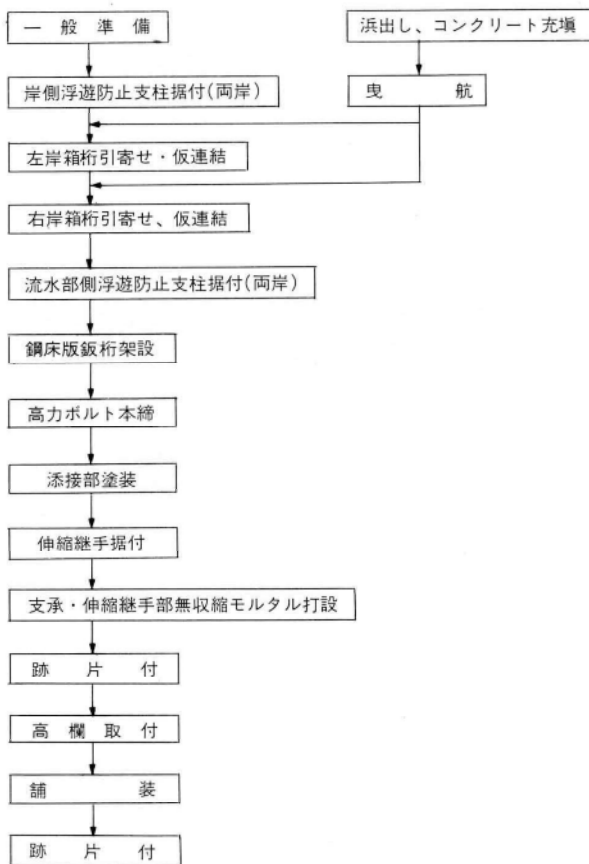 一般準備
浜出し、コンクリート充塡
岸側浮遊防止支柱据付(両岸)
曳航
左岸箱桁引寄せ・仮連結
右岸箱桁引寄せ、仮連結
流水部側浮遊防止支柱据付(両岸)
鋼床版鈑桁架設
高力ボルト本締
添接部塗装
伸縮継手据付
支承・伸縮継手部無収縮モルタル打設
跡片付
高欄取付
舗装
跡片付